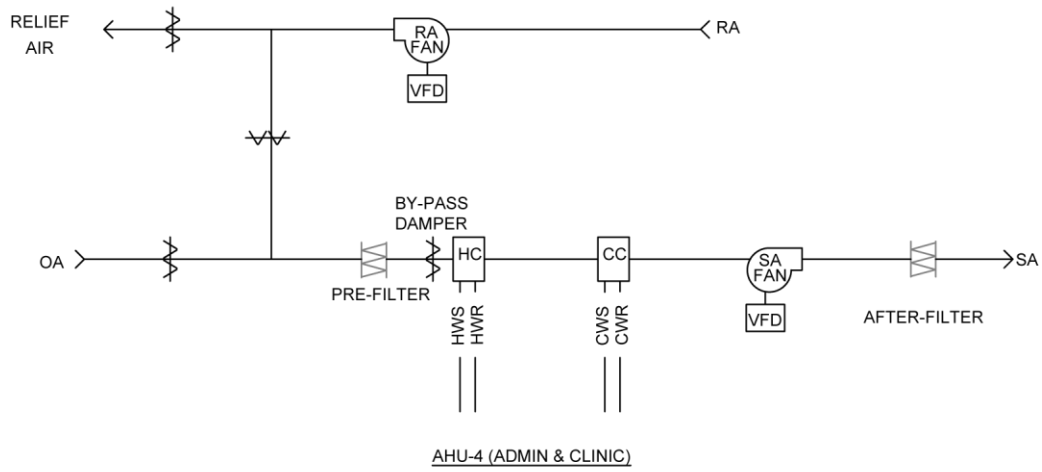 RELIEF
AIR
RA
FAN
VFD
RA
BY-PASS
DAMPER
OA
PRE-FILTER
HC
HWS
HWR
CC
CWS
CWR
SA
FAN
VFD
AFTER-FILTER
SA
AHU-4 (ADMIN & CLINIC)